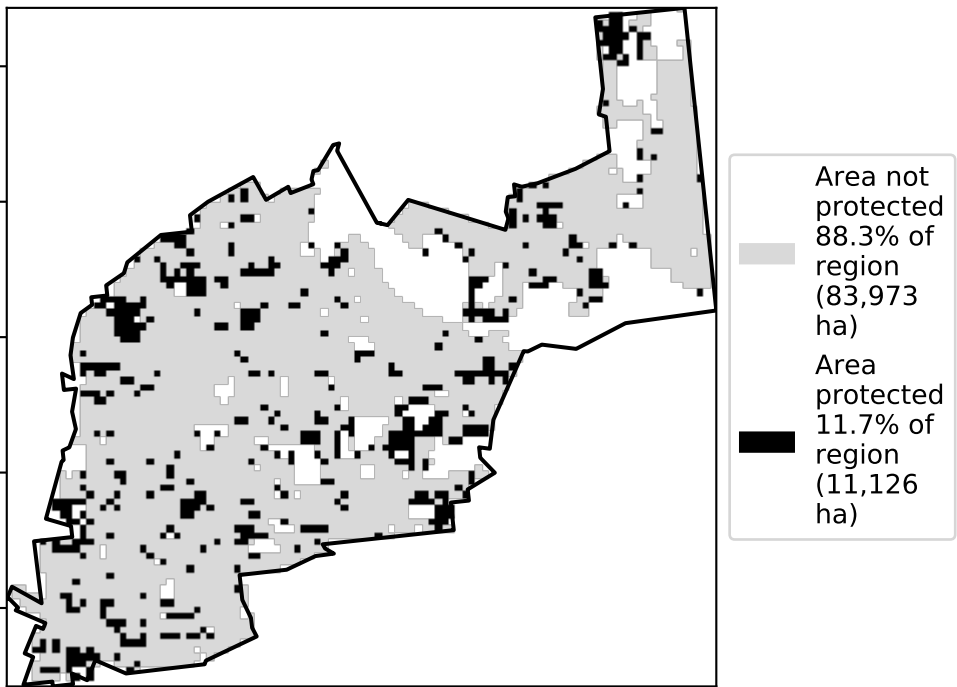 Area not
protected
88.3% of
region
(83,973
ha)
Area
protected
11.7% of
region
(11,126
ha)